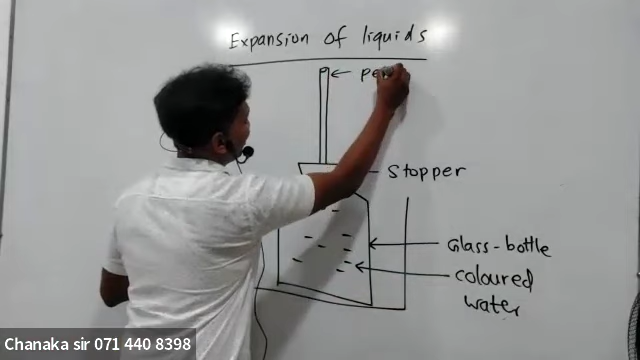 Expansion of liquids
Stopper
Glass-bottle
coloured
water
Chanaka sir 071 440 8398